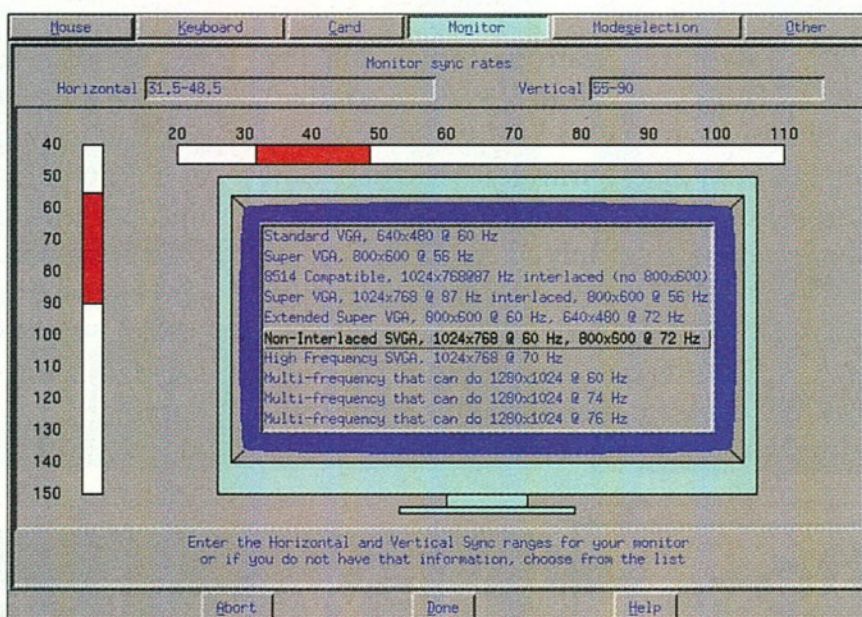 Mouse Keyboard Card Monitor Modeselection Other
Monitor sync rates
Horizontal 31.5-48.5 Vertical 55-90
20 30 40 50 60 70 80 90 100 110
40
50
60
70
80
90
100
110
120
130
140
150
Standard VGA, 640x480 @ 60 Hz
Super VGA, 800x600 @ 56 Hz
8514 Compatible, 1024x768@87 Hz interlaced (no 800x600)
Super VGA, 1024x768 @ 87 Hz interlaced, 800x600 @ 56 Hz
Extended Super VGA, 800x600 @ 60 Hz, 640x480 @ 72 Hz
Non-Interlaced SVGA, 1024x768 @ 60 Hz, 800x600 @ 72 Hz
High Frequency SVGA, 1024x768 @ 70 Hz
Multi-frequency that can do 1280x1024 @ 60 Hz
Multi-frequency that can do 1280x1024 @ 74 Hz
Multi-frequency that can do 1280x1024 @ 76 Hz
Enter the Horizontal and Vertical Sync ranges for your monitor
or if you do not have that information, choose from the list
Abort Done Help